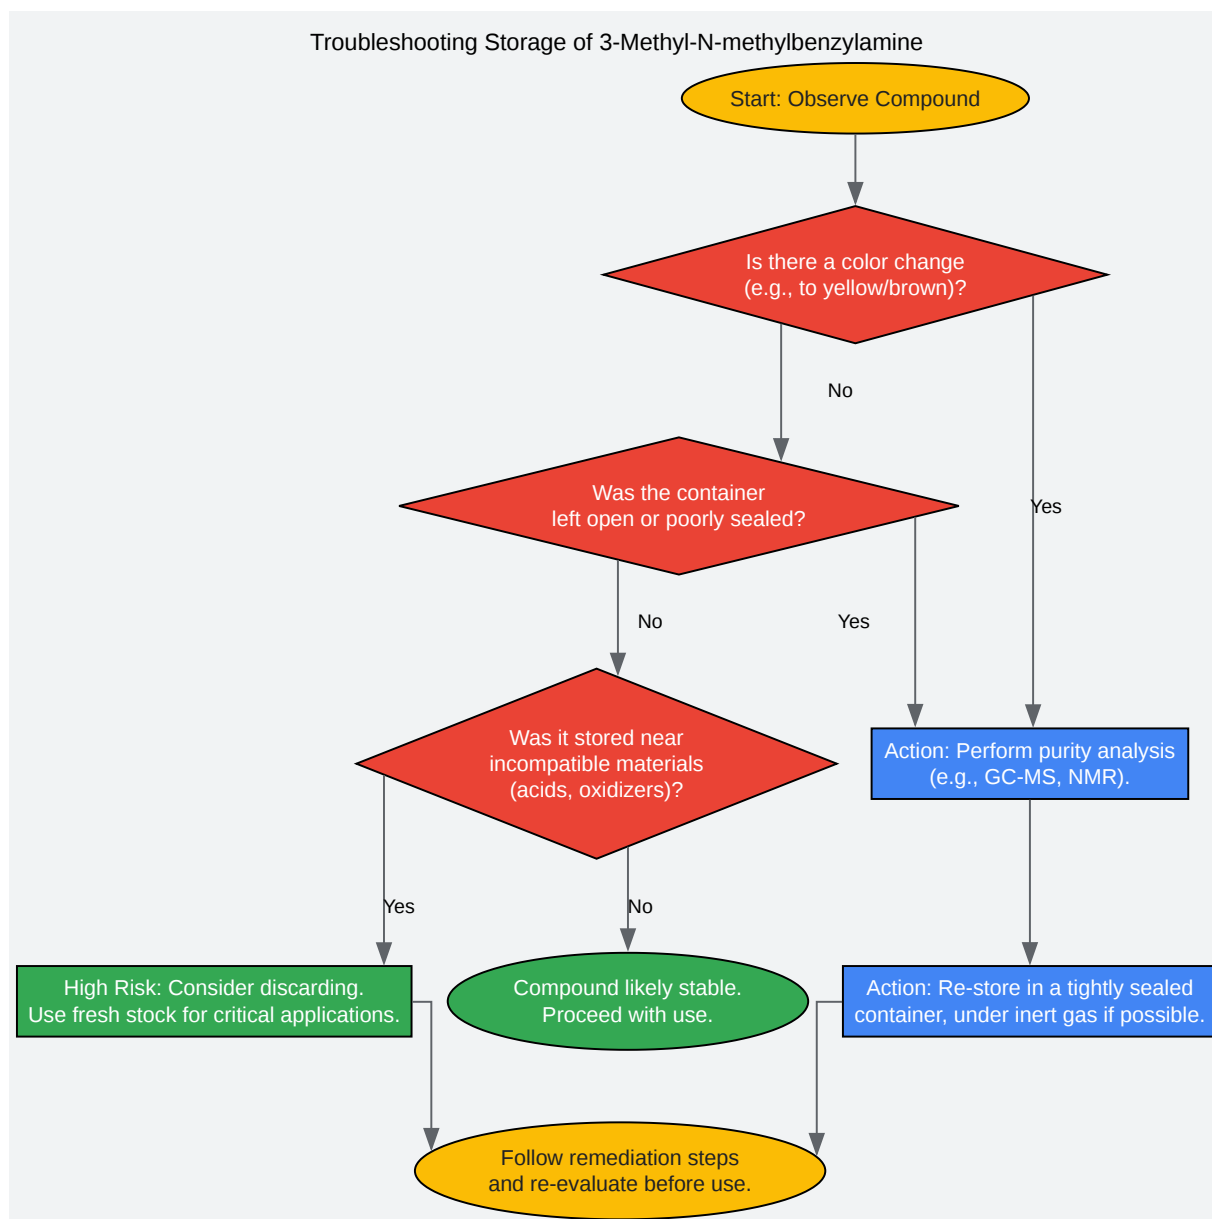 Troubleshooting Storage of 3-Methyl-N-methylbenzylamine
Start: Observe Compound
Is there a color change
(e.g., to yellow/brown)?
No
Yes
Was the container
left open or poorly sealed?
No
Yes
Was it stored near
incompatible materials
(acids, oxidizers)?
Action: Perform purity analysis
(e.g., GC-MS, NMR).
Yes
No
High Risk: Consider discarding.
Use fresh stock for critical applications.
Compound likely stable.
Proceed with use.
Action: Re-store in a tightly sealed
container, under inert gas if possible.
Follow remediation steps
and re-evaluate before use.